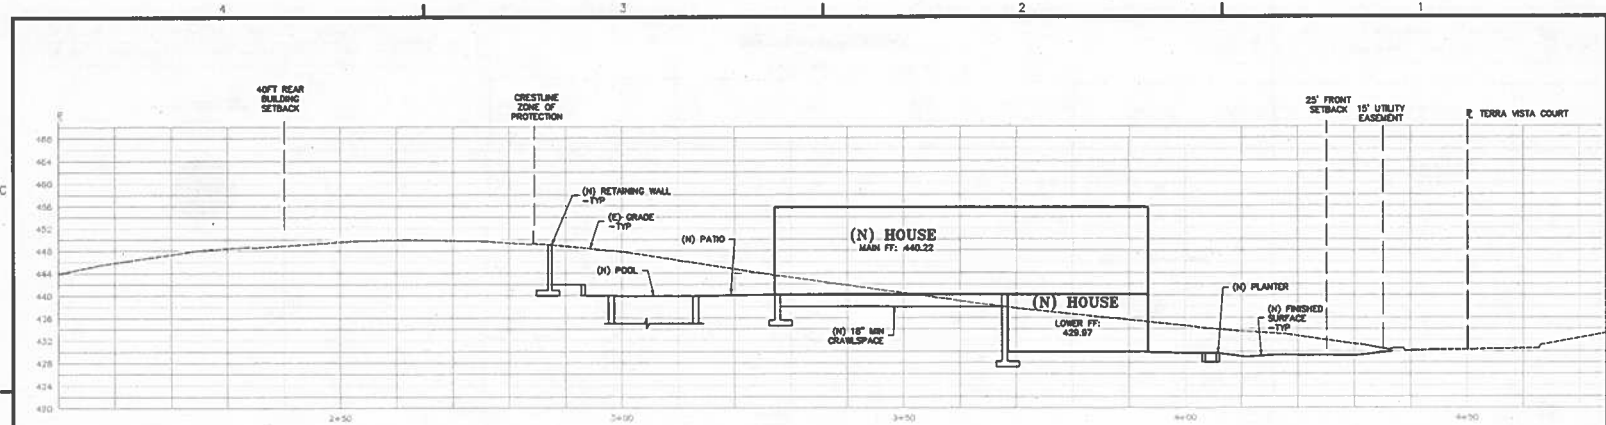 4
3
2
1
C
40FT REAR
BUILDING
SETBACK
CRESTLINE
ZONE OF
PROTECTION
25' FRONT
SETBACK
15' UTILITY
EASEMENT
TERRA VISTA COURT
(N) RETAINING WALL
-TYP
(E) GRADE
-TYP
(N) PATIO
(N) POOL
(N) HOUSE
MAIN FF: 440.22
(N) HOUSE
LOWER FF:
429.97
(N) 18" MIN
CRAWLSPACE
(N) PLANTER
(N) FINISHED
SURFACE
-TYP
468
464
460
456
452
448
444
440
436
432
428
424
420
2+50
3+00
3+50
4+00
4+50